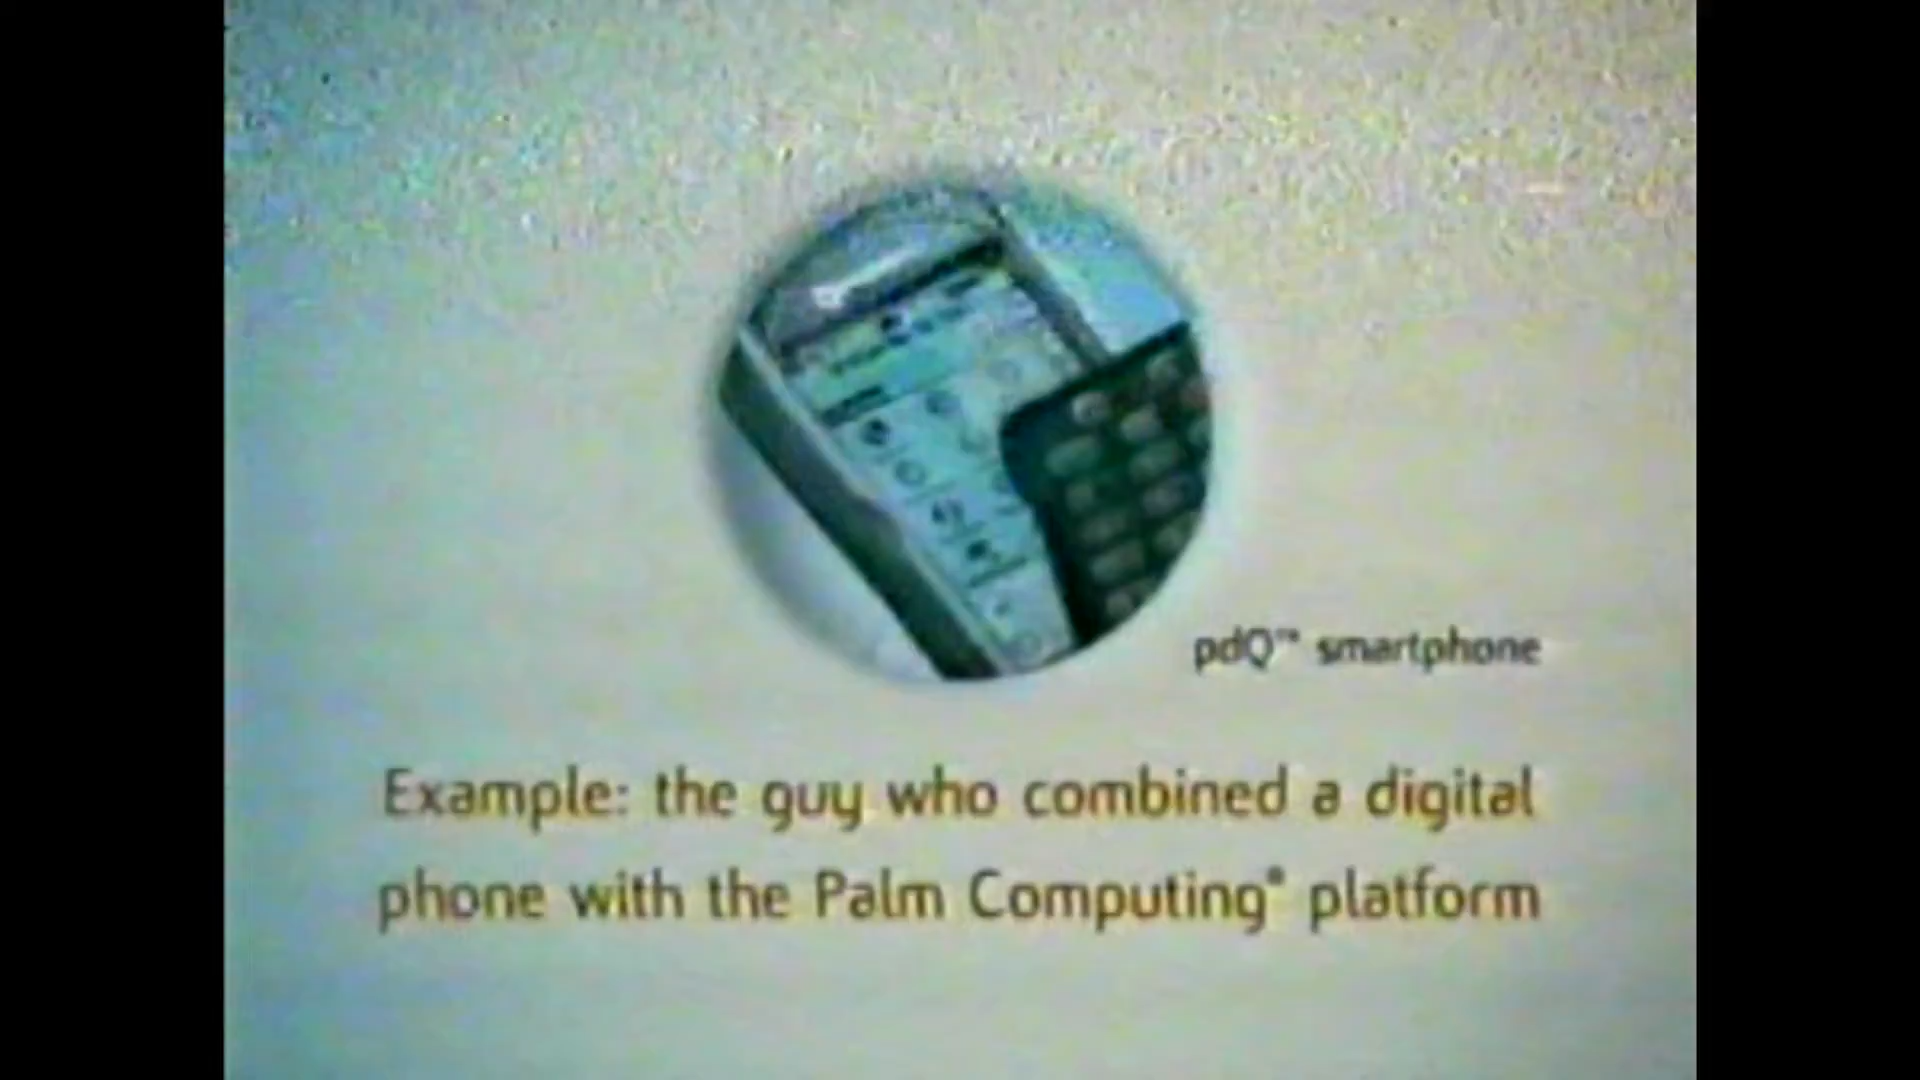 pdQ™ smartphone
Example: the guy who combined a digital
phone with the Palm Computing® platform